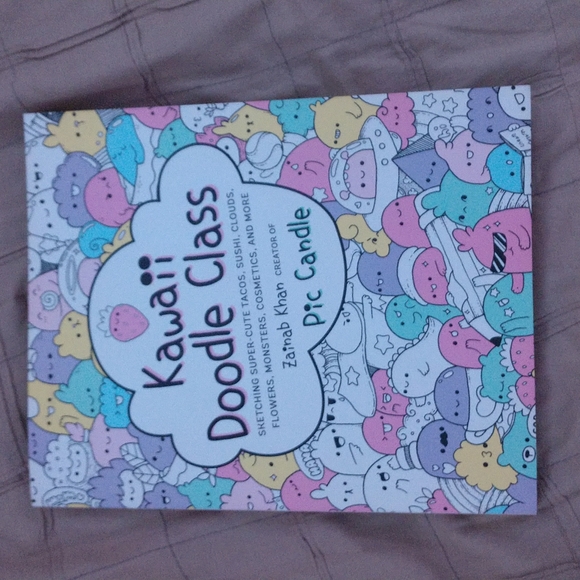 Kawaii
Doodle Class
SKETCHING SUPER-CUTE TACOS, SUSHI, CLOUDS,
FLOWERS, MONSTERS, COSMETICS, AND MORE
Zainab Khan CREATOR OF
Pic Candle